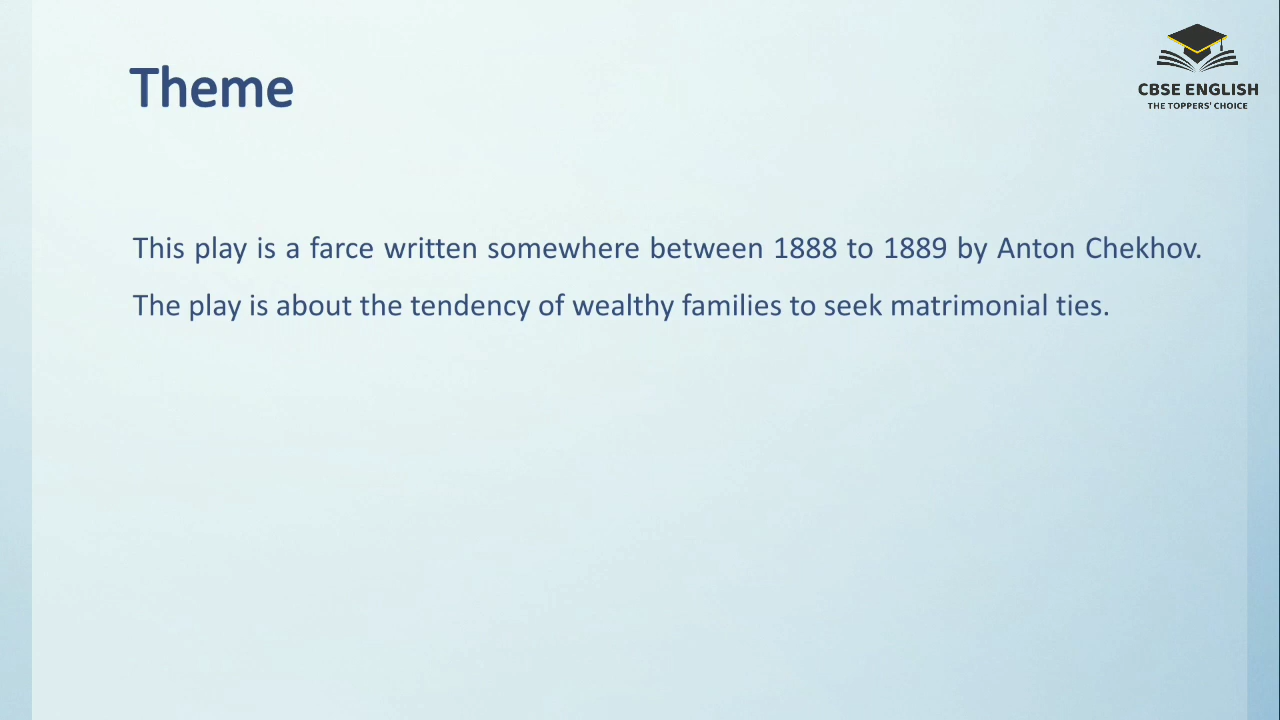 Theme
CBSE ENGLISH
THE TOPPERS' CHOICE
This play is a farce written somewhere between 1888 to 1889 by Anton Chekhov.
The play is about the tendency of wealthy families to seek matrimonial ties.